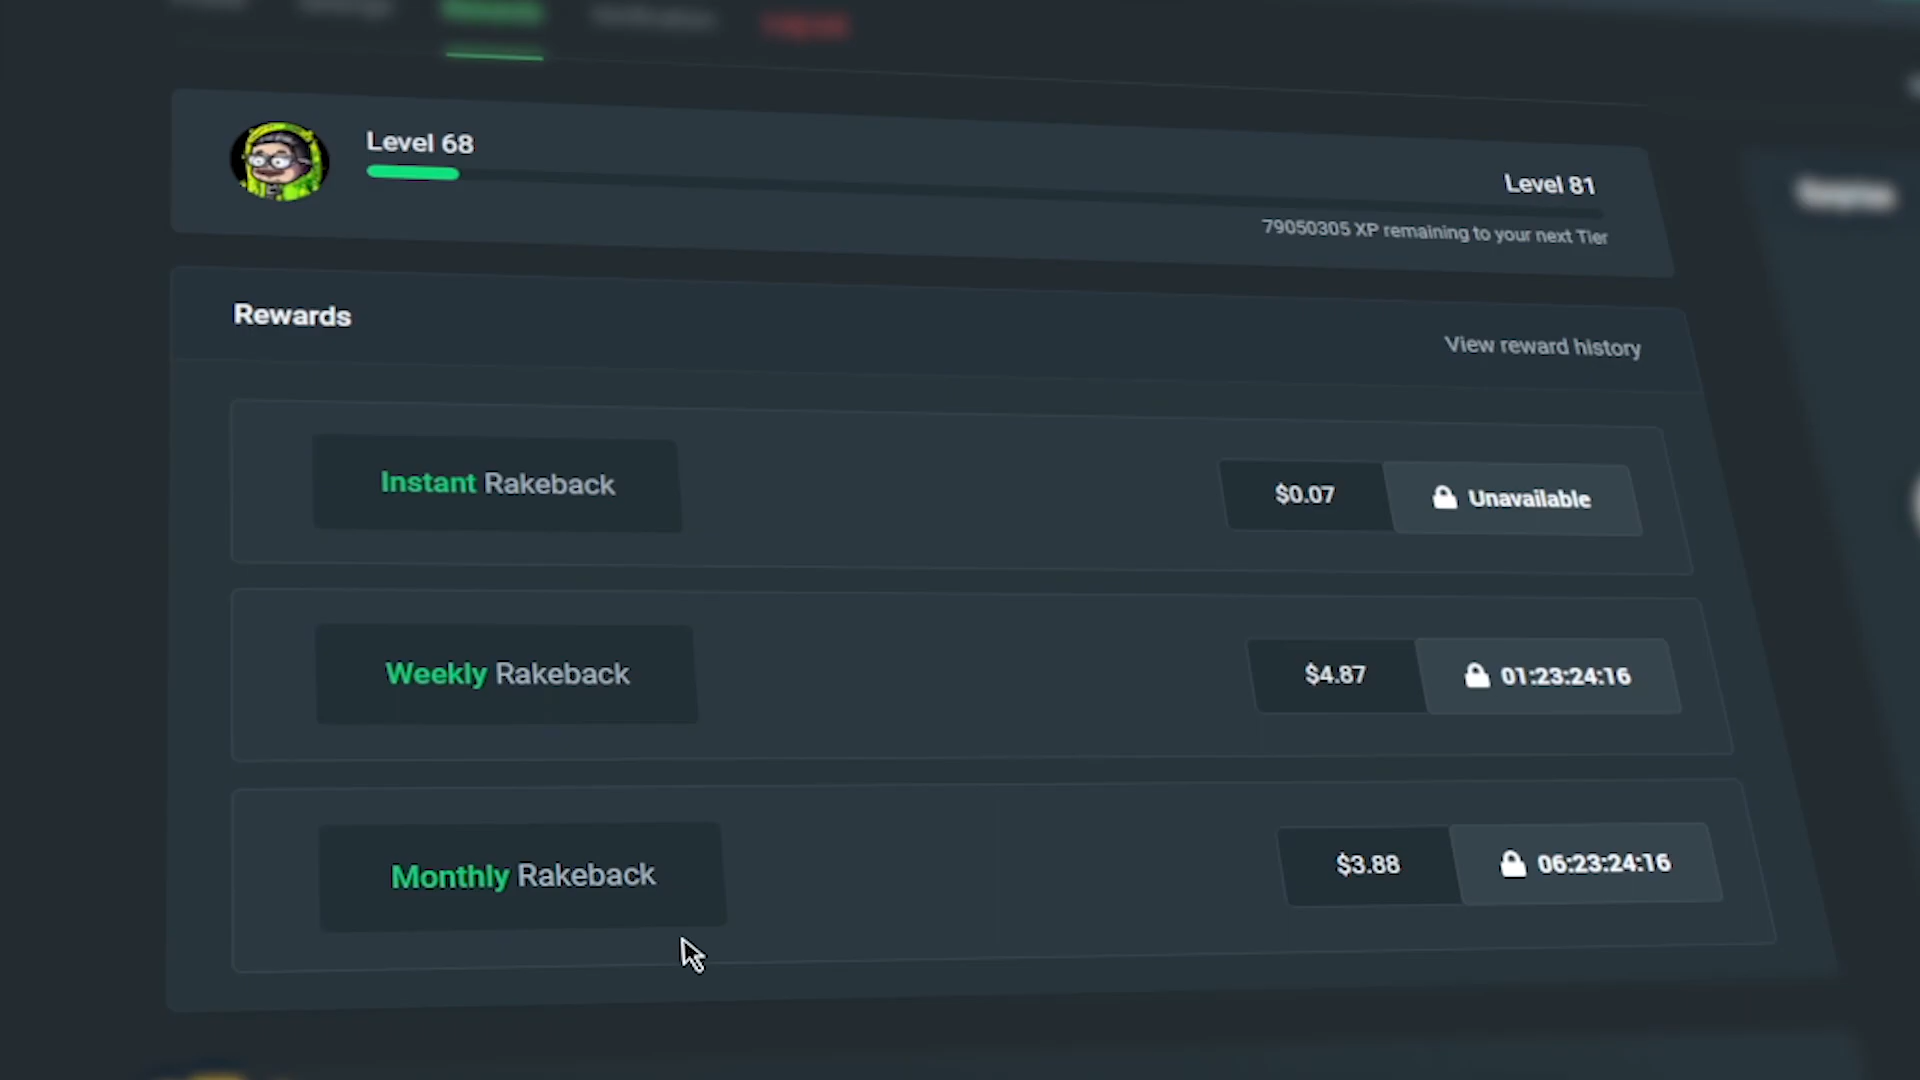 Rewards
Level 68
Level 81
79050305 XP remaining to your next Tier
Rewards
View reward history
Instant Rakeback
$0.07
Unavailable
Weekly Rakeback
$4.87
01:23:24:16
Monthly Rakeback
$3.88
06:23:24:16